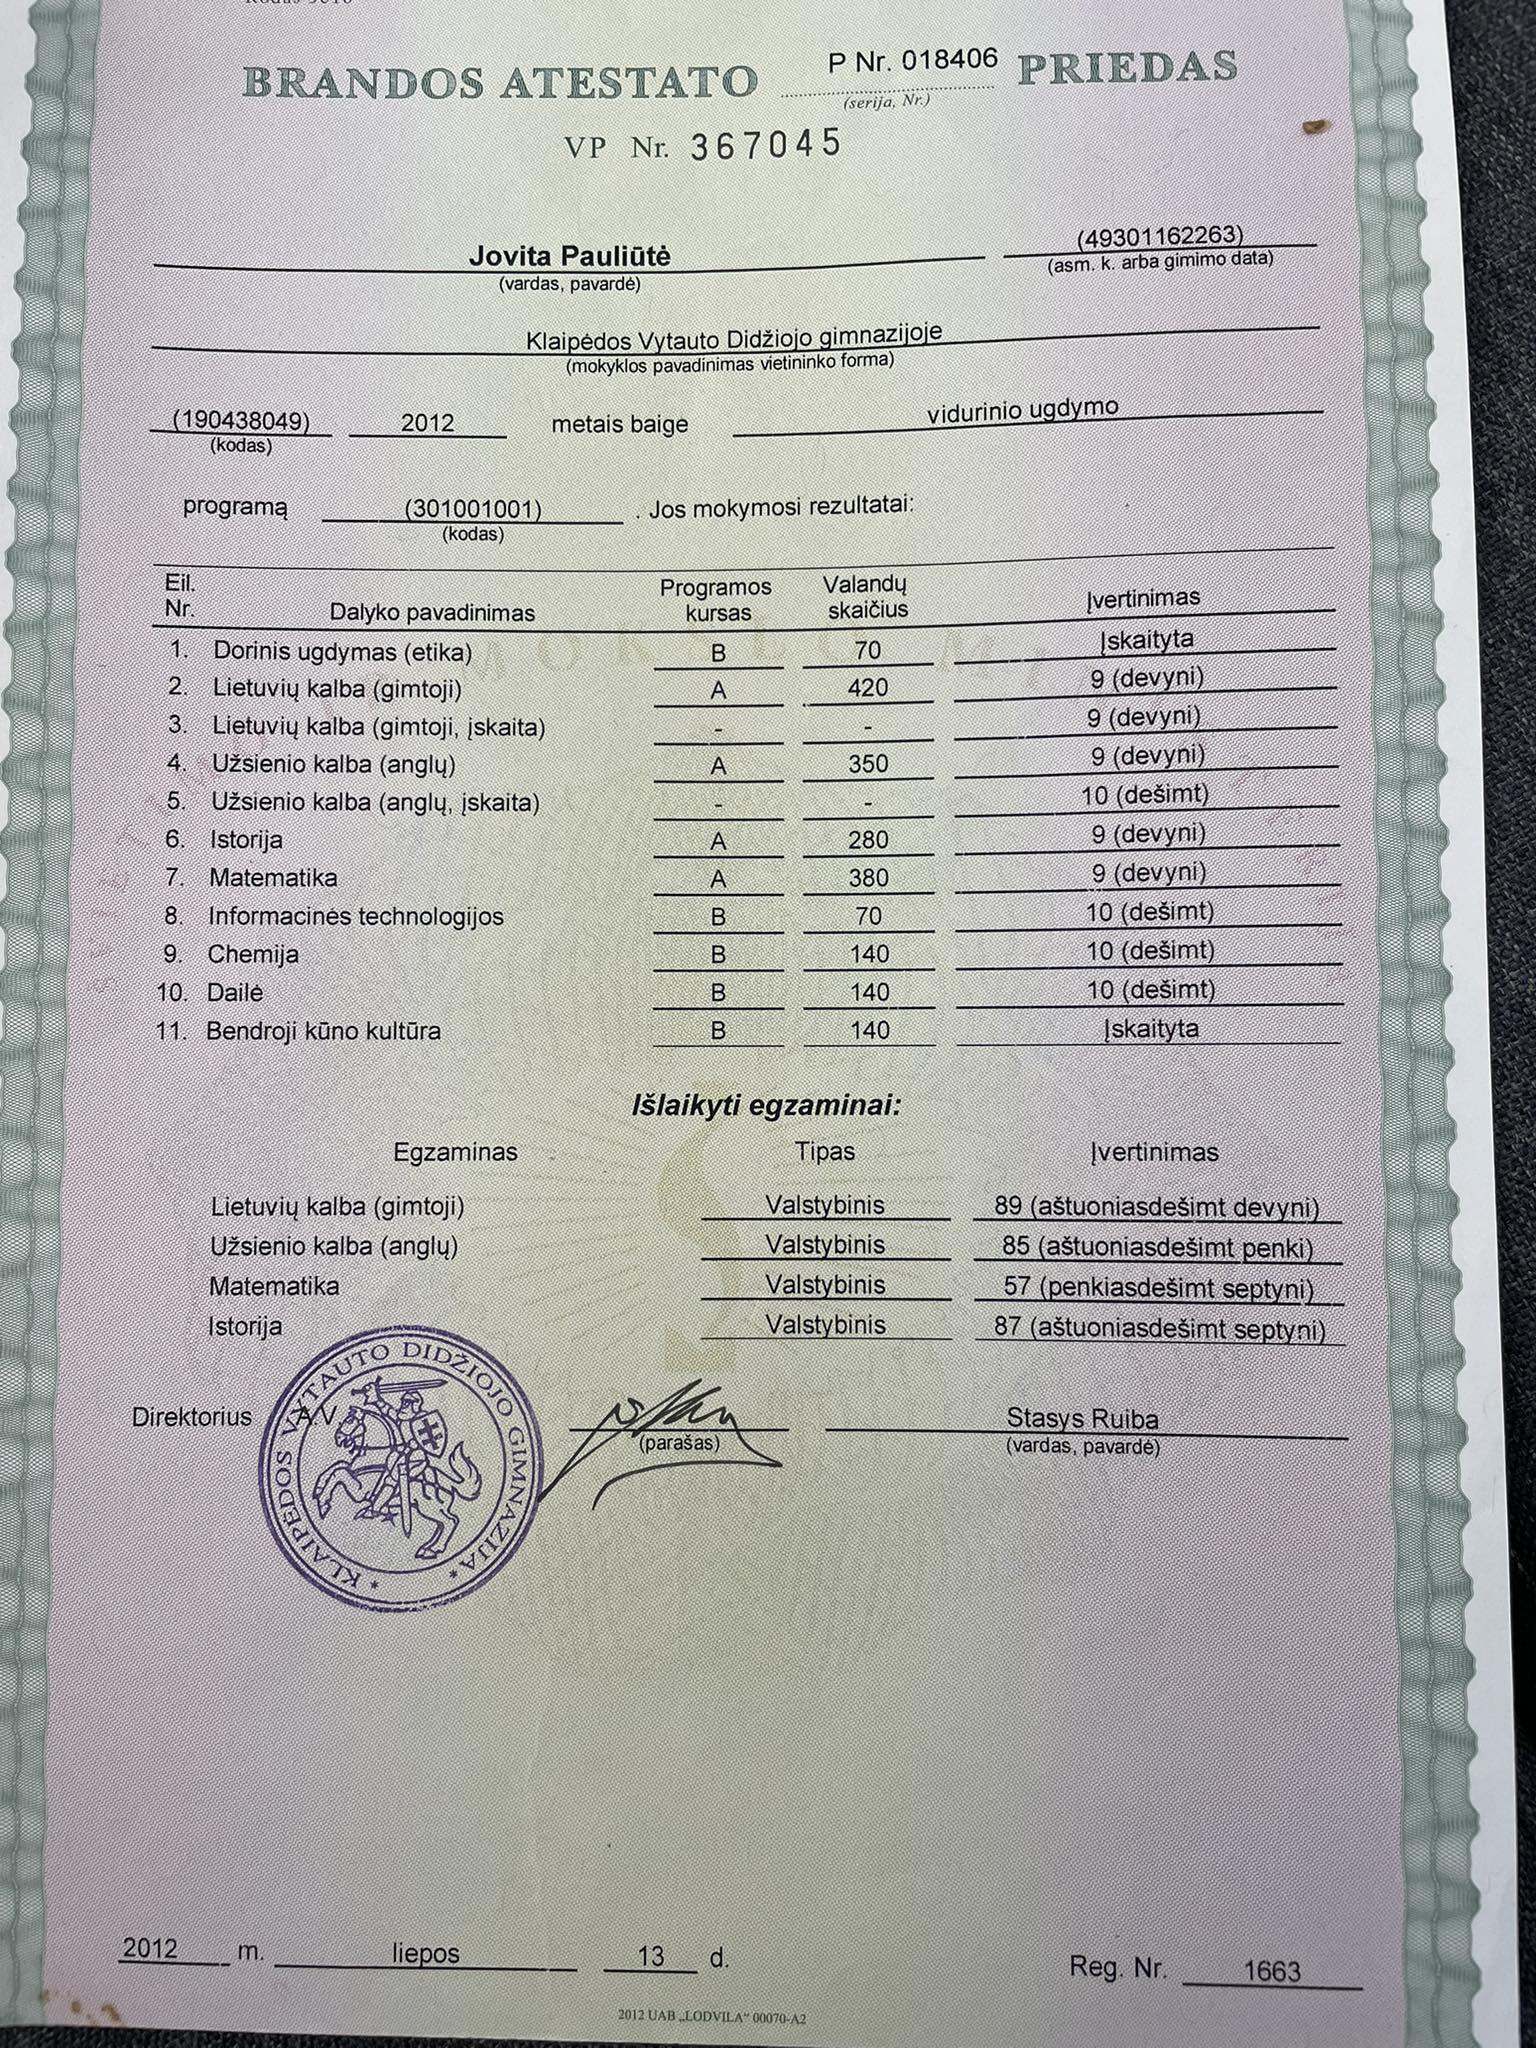 BRANDOS ATESTATO P Nr. 018406 PRIEDAS
(serija, Nr.)
VP Nr. 367045
Jovita Pauliūtė (49301162263)
(vardas, pavardė) (asm. k. arba gimimo data)
Klaipėdos Vytauto Didžiojo gimnazijoje
(mokyklos pavadinimas vietininko forma)
(190438049) 2012 metais baigė vidurinio ugdymo
(kodas)
programą (301001001) . Jos mokymosi rezultatai:
(kodas)
Eil. Nr. Dalyko pavadinimas Programos kursas Valandų skaičius Įvertinimas
1. Dorinis ugdymas (etika) B 70 Įskaityta
2. Lietuvių kalba (gimtoji) A 420 9 (devyni)
3. Lietuvių kalba (gimtoji, įskaita) - - 9 (devyni)
4. Užsienio kalba (anglų) A 350 9 (devyni)
5. Užsienio kalba (anglų, įskaita) - - 10 (dešimt)
6. Istorija A 280 9 (devyni)
7. Matematika A 380 9 (devyni)
8. Informacinės technologijos B 70 10 (dešimt)
9. Chemija B 140 10 (dešimt)
10. Dailė B 140 10 (dešimt)
11. Bendroji kūno kultūra B 140 Įskaityta
Išlaikyti egzaminai:
Egzaminas Tipas Įvertinimas
Lietuvių kalba (gimtoji) Valstybinis 89 (aštuoniasdešimt devyni)
Užsienio kalba (anglų) Valstybinis 85 (aštuoniasdešimt penki)
Matematika Valstybinis 57 (penkiasdešimt septyni)
Istorija Valstybinis 87 (aštuoniasdešimt septyni)
Direktorius A.V. Stasys Ruiba
(parašas) (vardas, pavardė)
* KLAIPĖDOS VYTAUTO DIDŽIOJO GIMNAZIJA *
2012 m. liepos 13 d. Reg. Nr. 1663
2012 UAB „LODVILA“ 00070-A2